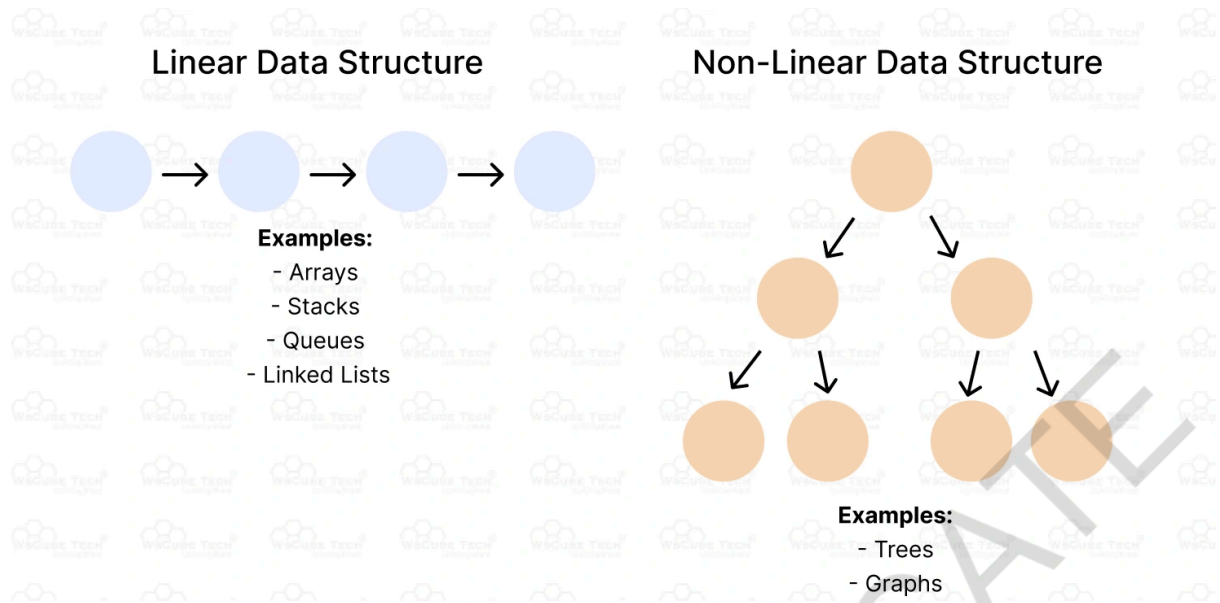 Linear Data Structure
Examples:
- Arrays
- Stacks
- Queues
- Linked Lists
Non-Linear Data Structure
Examples:
- Trees
- Graphs